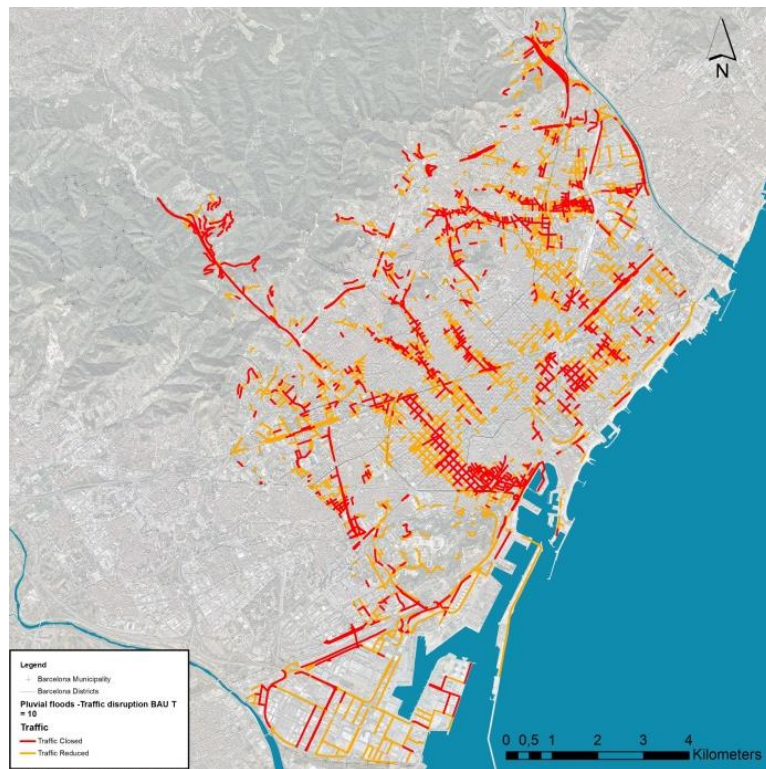 N
Legend
Barcelona Municipality
Barcelona Districts
Pluvial floods -Traffic disruption BAU T
= 10
Traffic
Traffic Closed
Traffic Reduced
0 0,5 1 2 3 4
Kilometers